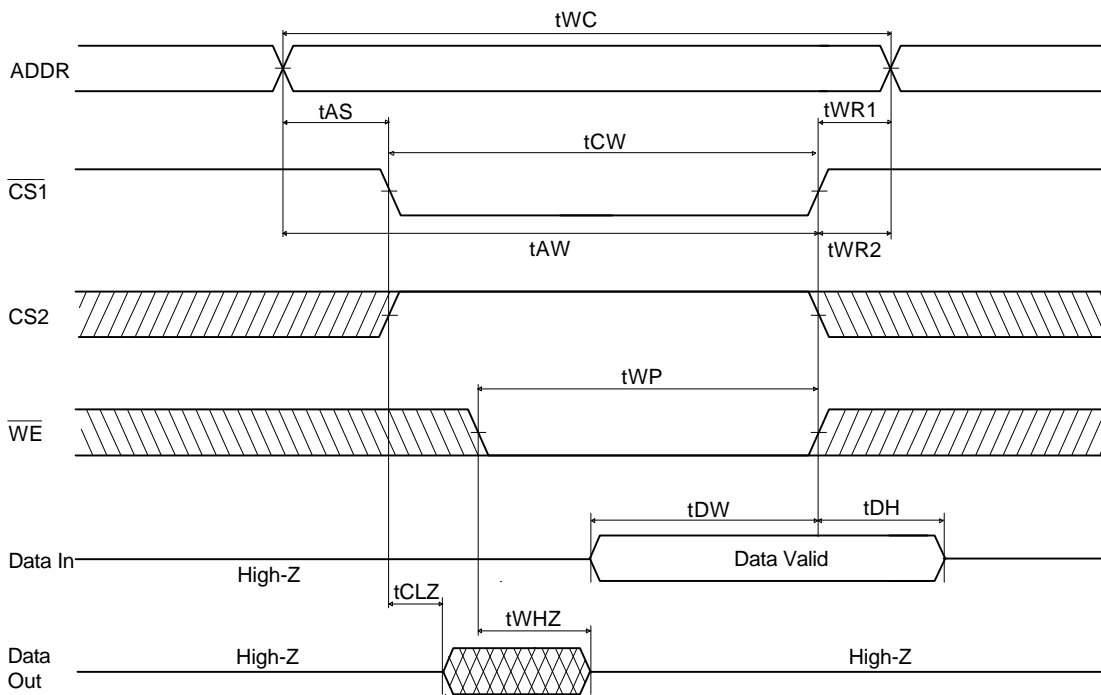 tWC
ADDR
tAS
tWR1
tCW
CS1
tAW
tWR2
CS2
tWP
WE
tDW
tDH
Data In
Data Valid
High-Z
tCLZ
tWHZ
Data
Out
High-Z
High-Z